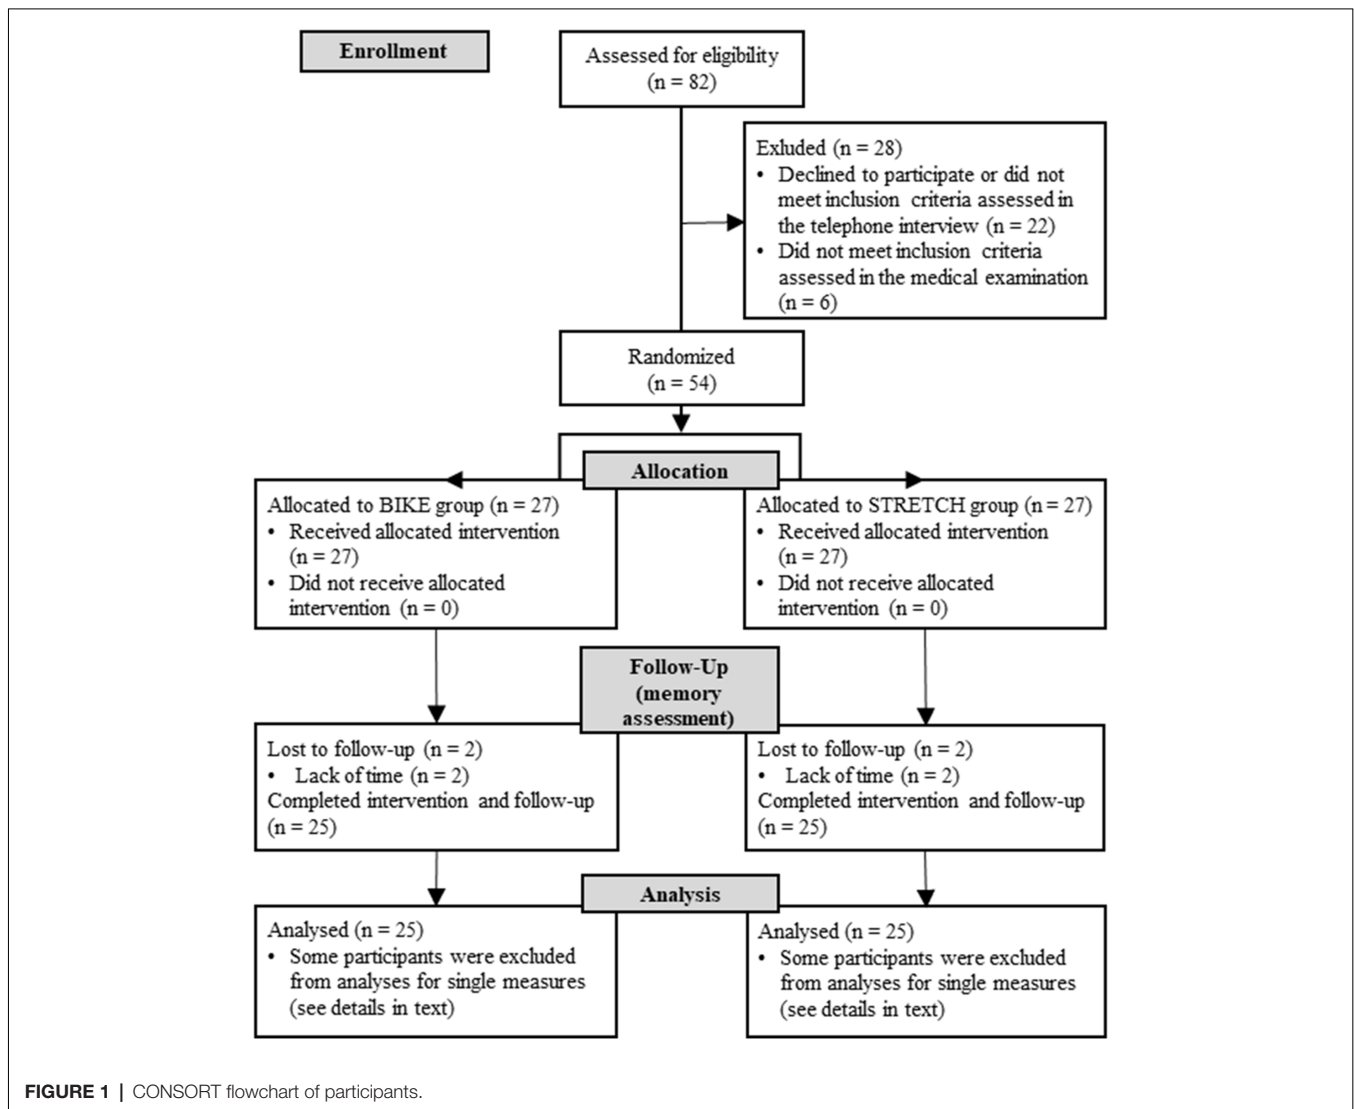 Enrollment
Assessed for eligibility
(n = 82)
Exluded (n = 28)
• Declined to participate or did not
meet inclusion criteria assessed in
the telephone interview (n = 22)
• Did not meet inclusion criteria
assessed in the medical examination
(n = 6)
Randomized
(n = 54)
Allocation
Allocated to BIKE group (n = 27)
• Received allocated intervention
(n = 27)
• Did not receive allocated
intervention (n = 0)
Allocated to STRETCH group (n = 27)
• Received allocated intervention
(n = 27)
• Did not receive allocated
intervention (n = 0)
Follow-Up
(memory
assessment)
Lost to follow-up (n = 2)
• Lack of time (n = 2)
Completed intervention and follow-up
(n = 25)
Lost to follow-up (n = 2)
• Lack of time (n = 2)
Completed intervention and follow-up
(n = 25)
Analysis
Analysed (n = 25)
• Some participants were excluded
from analyses for single measures
(see details in text)
Analysed (n = 25)
• Some participants were excluded
from analyses for single measures
(see details in text)
FIGURE 1 | CONSORT flowchart of participants.